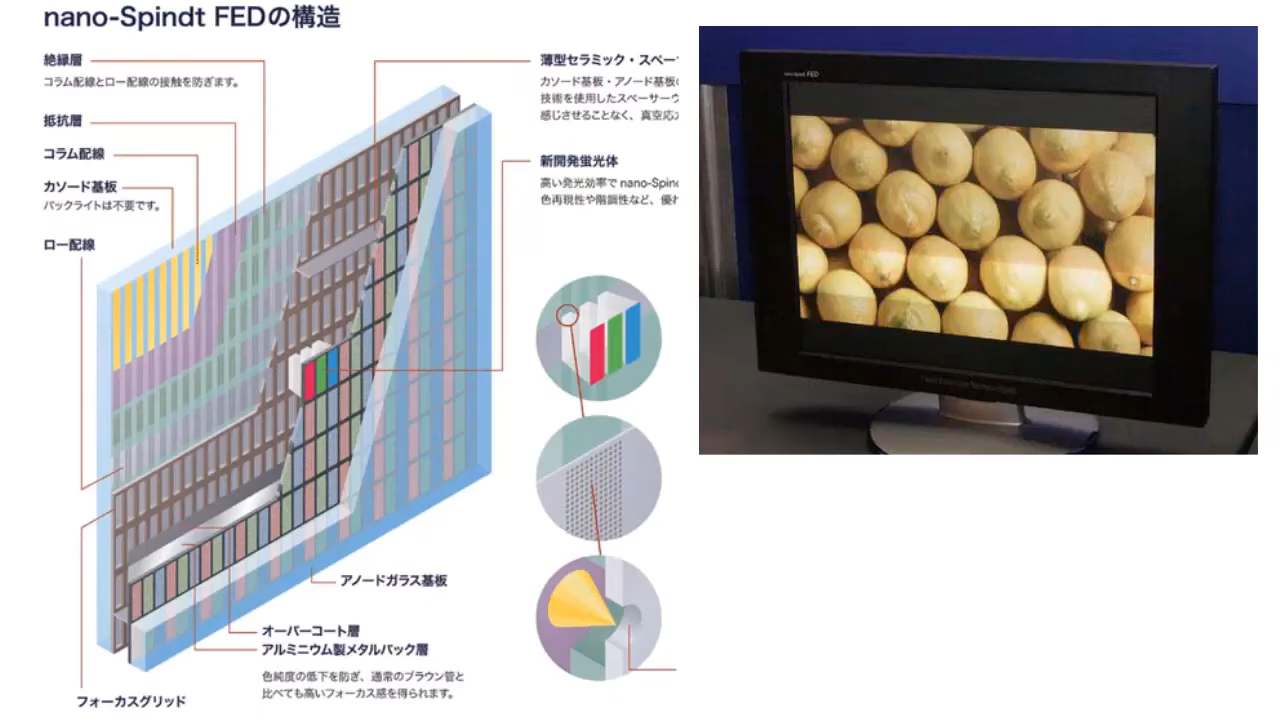 nano-Spindt FEDの構造
絶縁層
コラム配線とロー配線の接触を防ぎます。
抵抗層
コラム配線
カソード基板
バックライトは不要です。
ロー配線
薄型セラミック・スペー
カソード基板・アノード基板
技術を使用したスペーサーウ
感じさせることなく、真空応
新開発蛍光体
高い発光効率で nano-Spin
色再現性や階調性など、優
アノードガラス基板
オーバーコート層
アルミニウム製メタルバック層
色純度の低下を防ぎ、通常のブラウン管と
比べても高いフォーカス感を得られます。
フォーカスグリッド
nano-Spindt FED